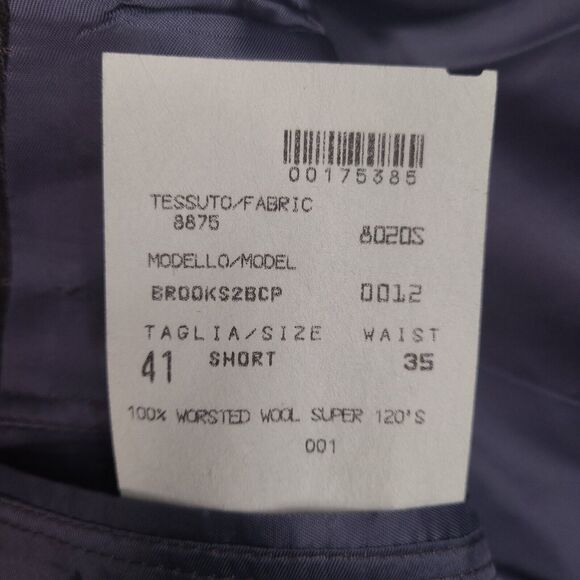 00175385
TESSUTO/FABRIC
8875
8020S
MODELLO/MODEL
BROOKS2BCP 0012
TAGLIA/SIZE WAIST
41 SHORT 35
100% WORSTED WOOL SUPER 120'S
001